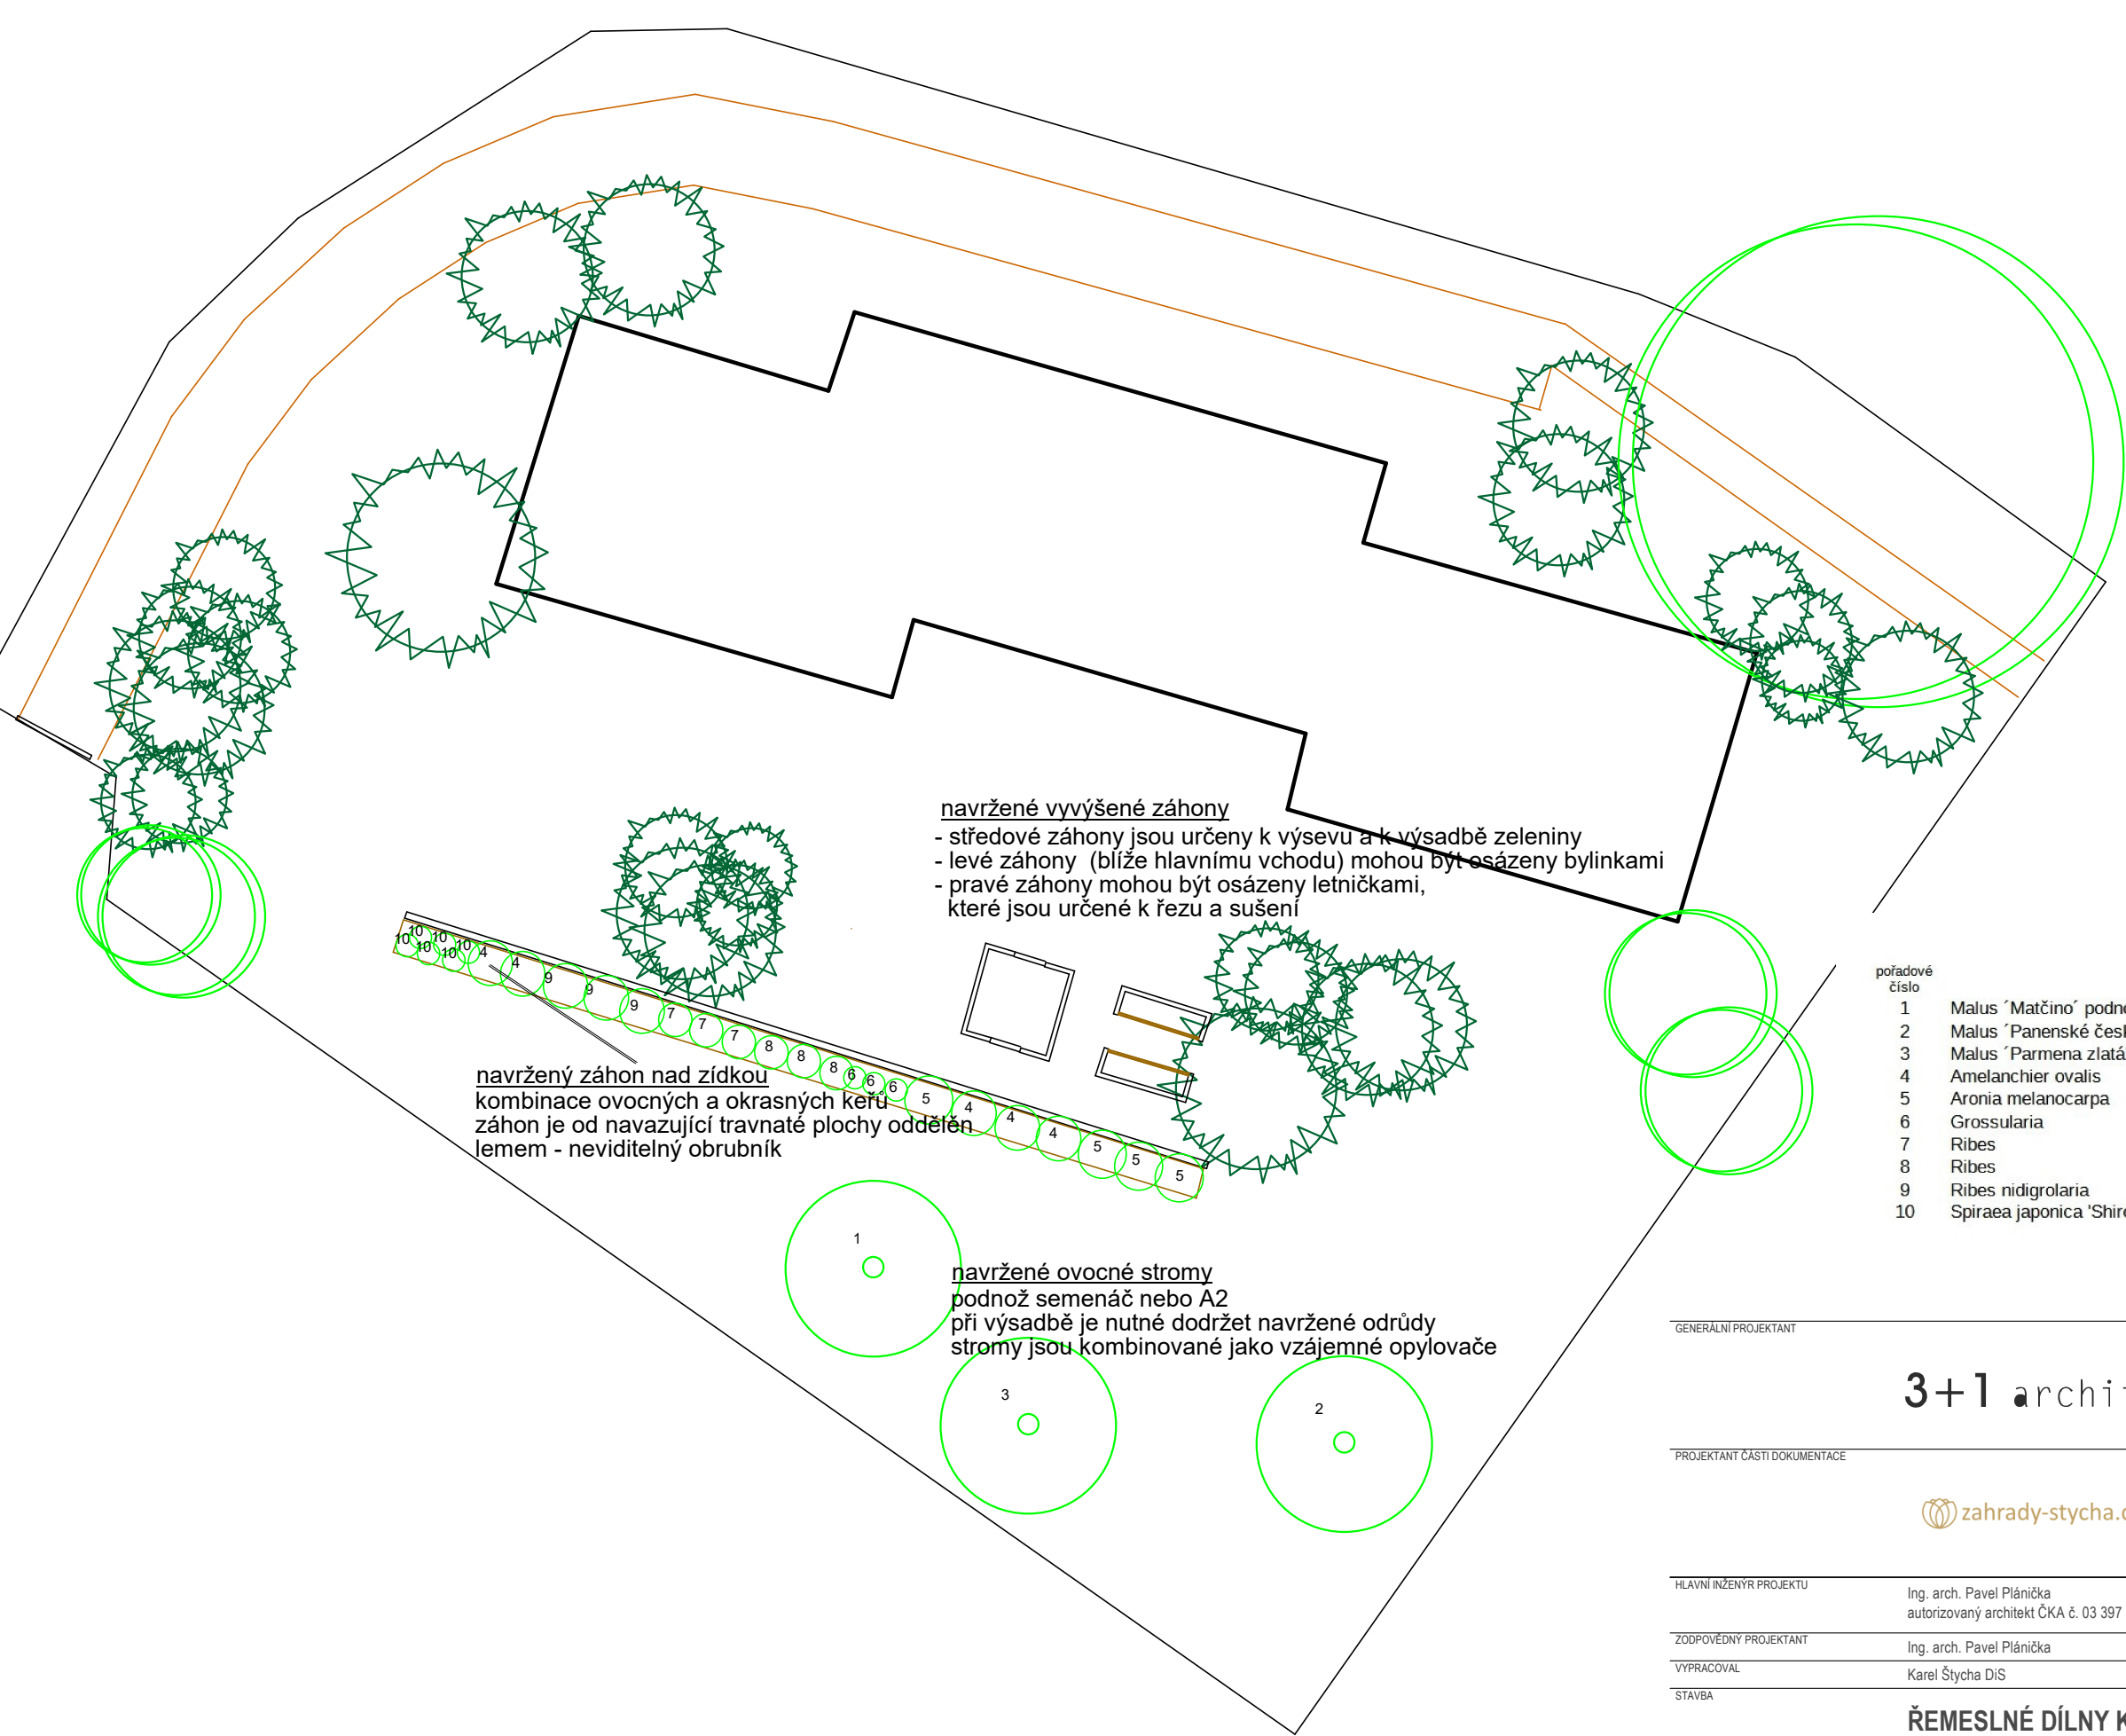 navržené vyvýšené záhony
- středové záhony jsou určeny k výsevu a k výsadbě zeleniny
- levé záhony (blíže hlavnímu vchodu) mohou být osázeny bylinkami
- pravé záhony mohou být osázeny letničkami,
které jsou určené k řezu a sušení
10
10
10
10
10
10
4
4
9
9
9
7
7
7
8
8
8
6
6
6
5
4
4
4
5
5
5
navržený záhon nad zídkou
kombinace ovocných a okrasných keřů
záhon je od navazující travnaté plochy oddělěn
lemem - neviditelný obrubník
1
navržené ovocné stromy
podnož semenáč nebo A2
při výsadbě je nutné dodržet navržené odrůdy
stromy jsou kombinované jako vzájemné opylovače
3
2
pořadové
číslo
1 Malus ´Matčino´ podn
2 Malus ´Panenské česk
3 Malus ´Parmena zlatá
4 Amelanchier ovalis
5 Aronia melanocarpa
6 Grossularia
7 Ribes
8 Ribes
9 Ribes nidigrolaria
10 Spiraea japonica 'Shir
GENERÁLNÍ PROJEKTANT
3+1 archi
PROJEKTANT ČÁSTI DOKUMENTACE
zahrady-stycha.
HLAVNÍ INŽENÝR PROJEKTU
Ing. arch. Pavel Plánička
autorizovaný architekt ČKA č. 03 397
ZODPOVĚDNÝ PROJEKTANT
Ing. arch. Pavel Plánička
VYPRACOVAL
Karel Štycha DiS
STAVBA
ŘEMESLNÉ DÍLNY